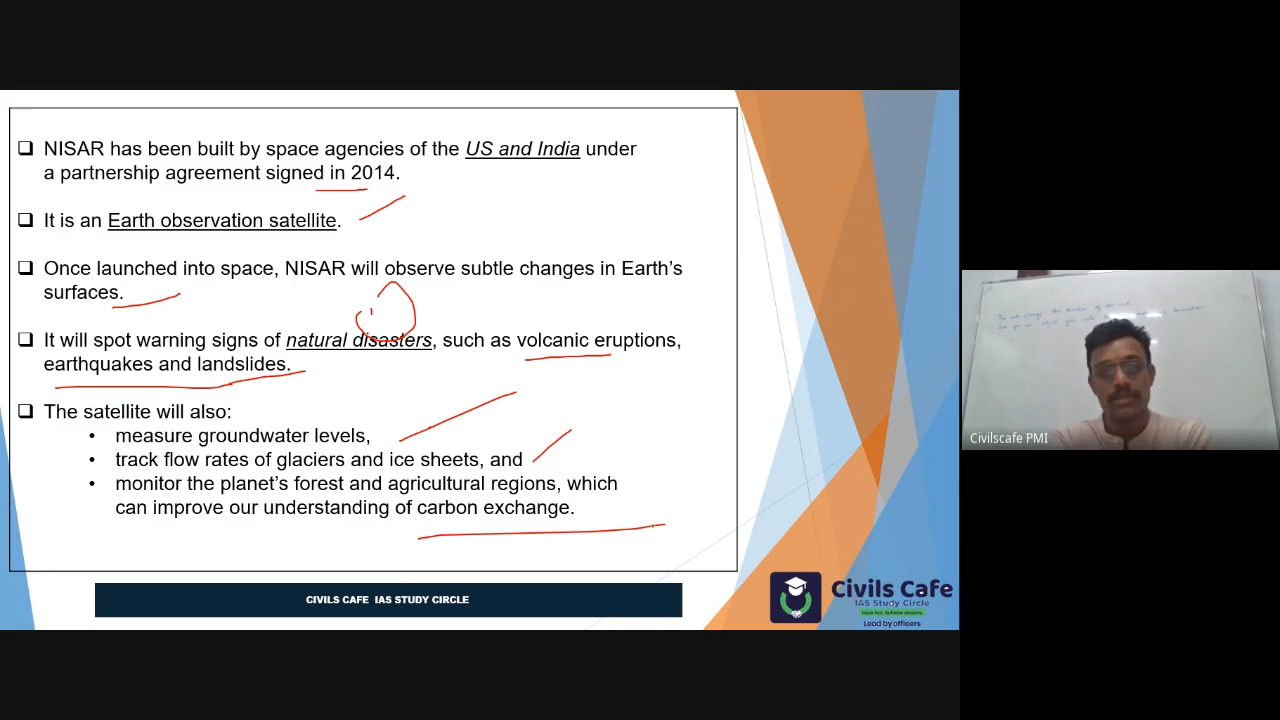 NISAR has been built by space agencies of the US and India under
a partnership agreement signed in 2014.
It is an Earth observation satellite.
Once launched into space, NISAR will observe subtle changes in Earth’s
surfaces.
It will spot warning signs of natural disasters, such as volcanic eruptions,
earthquakes and landslides.
The satellite will also:
• measure groundwater levels,
• track flow rates of glaciers and ice sheets, and
• monitor the planet’s forest and agricultural regions, which
can improve our understanding of carbon exchange.
CIVILS CAFE IAS STUDY CIRCLE
Civils Cafe
IAS Study Circle
Have fun. Achieve dreams.
Lead by officers
Civilscafe PMI